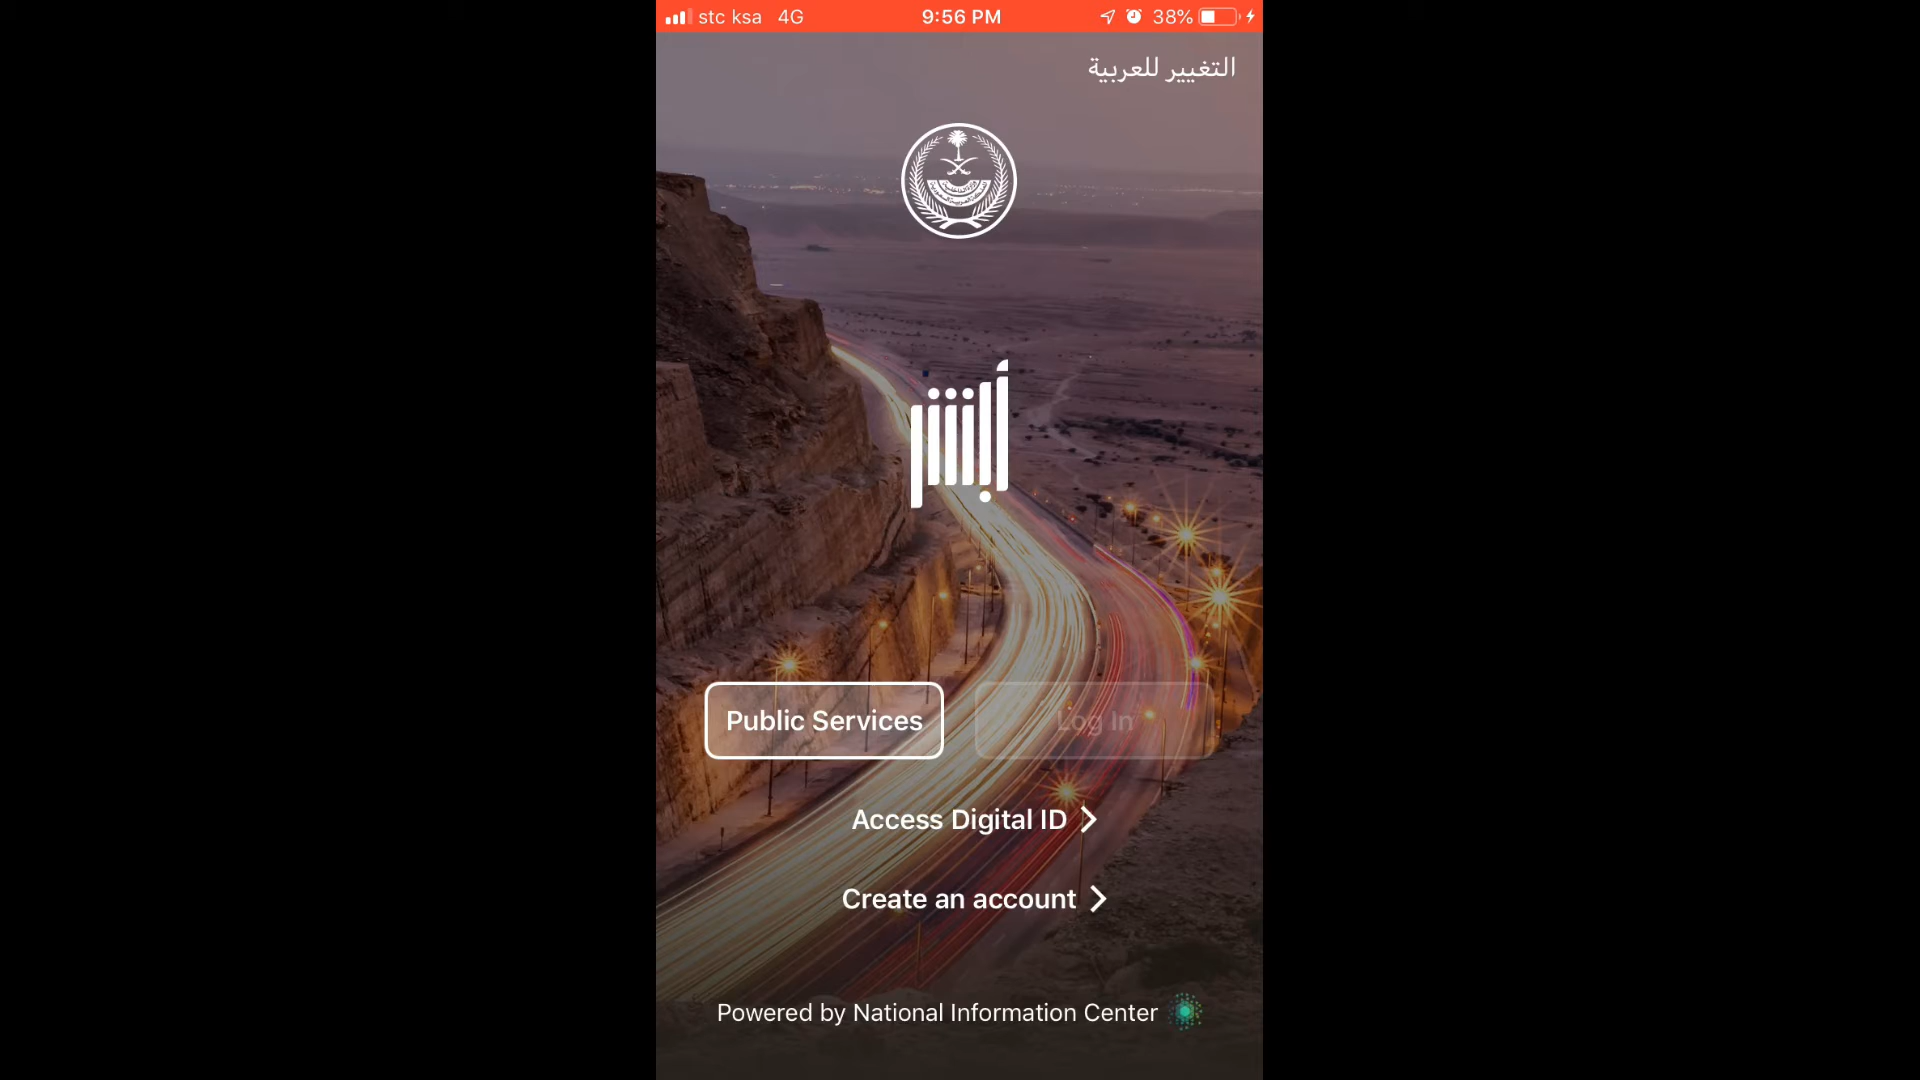 stc ksa 4G 9:56 PM 38%
التغيير للعربية
أبشر
Public Services
Log In
Access Digital ID
Create an account
Powered by National Information Center